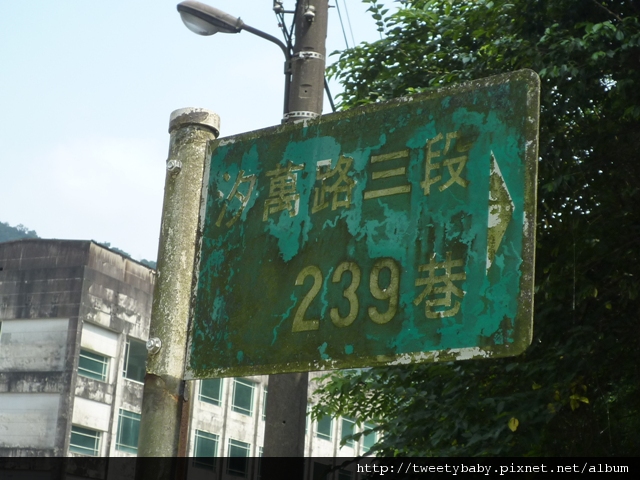 汐萬路三段
239巷
http://tweetybaby.pixnet.net/album